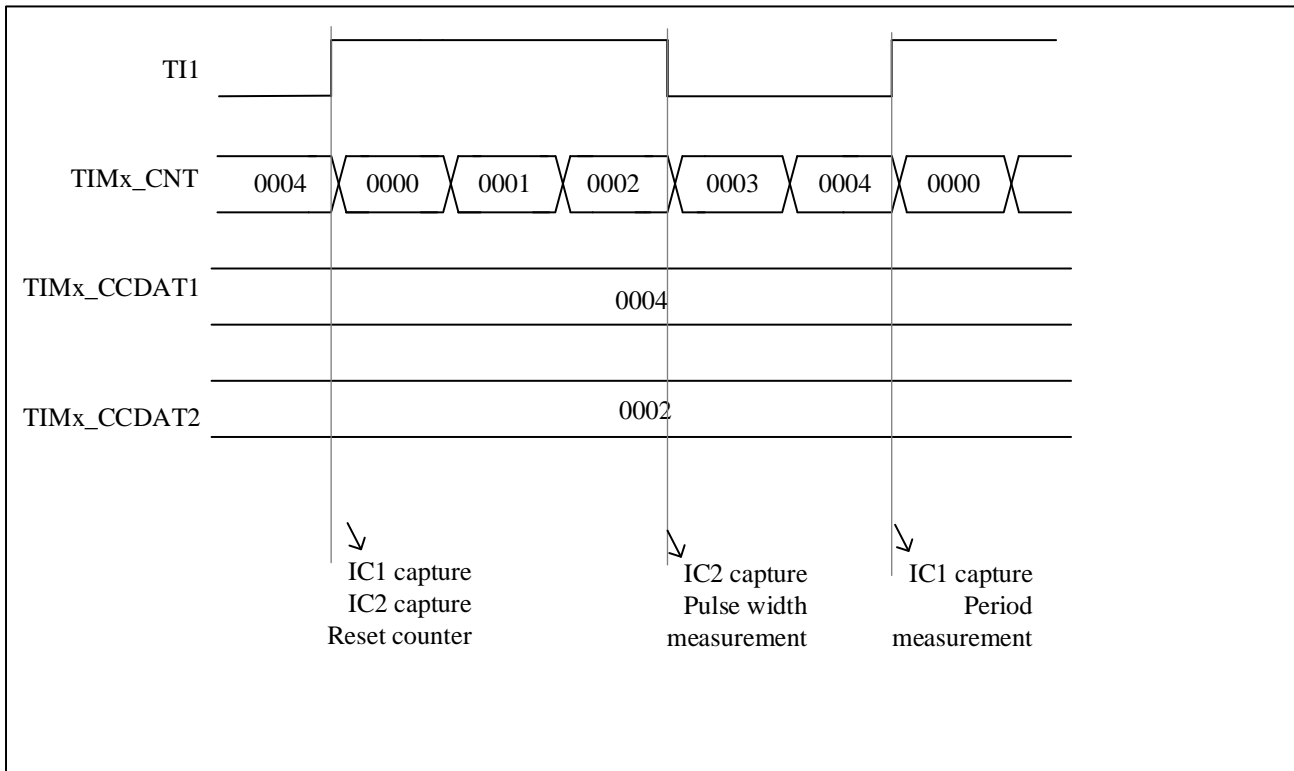 TI1
TIMx_CNT
0004
0000
0001
0002
0003
0004
0000
TIMx_CCDAT1
0004
TIMx_CCDAT2
0002
IC1 capture
IC2 capture
Reset counter
IC2 capture
Pulse width
measurement
IC1 capture
Period
measurement